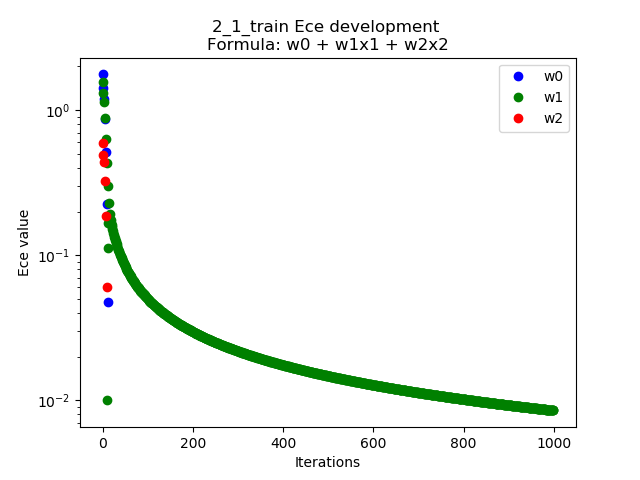 2_1_train Ece development
Formula: w0 + w1x1 + w2x2
w0
w1
w2
Ece value
10^0
10^-1
10^-2
0
200
400
600
800
1000
Iterations